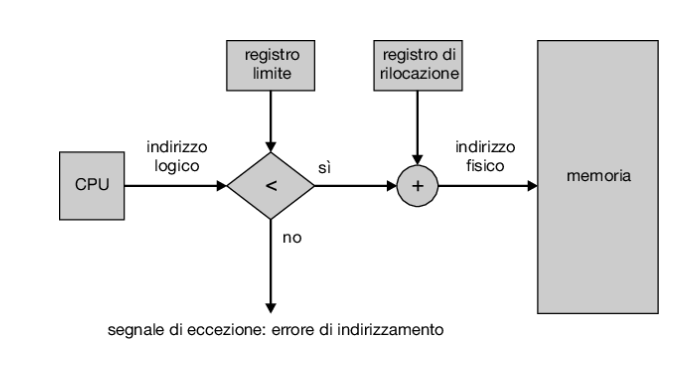 registro
limite
registro di
rilocazione
indirizzo
logico
indirizzo
fisico
CPU
<
sì
+
memoria
no
segnale di eccezione: errore di indirizzamento